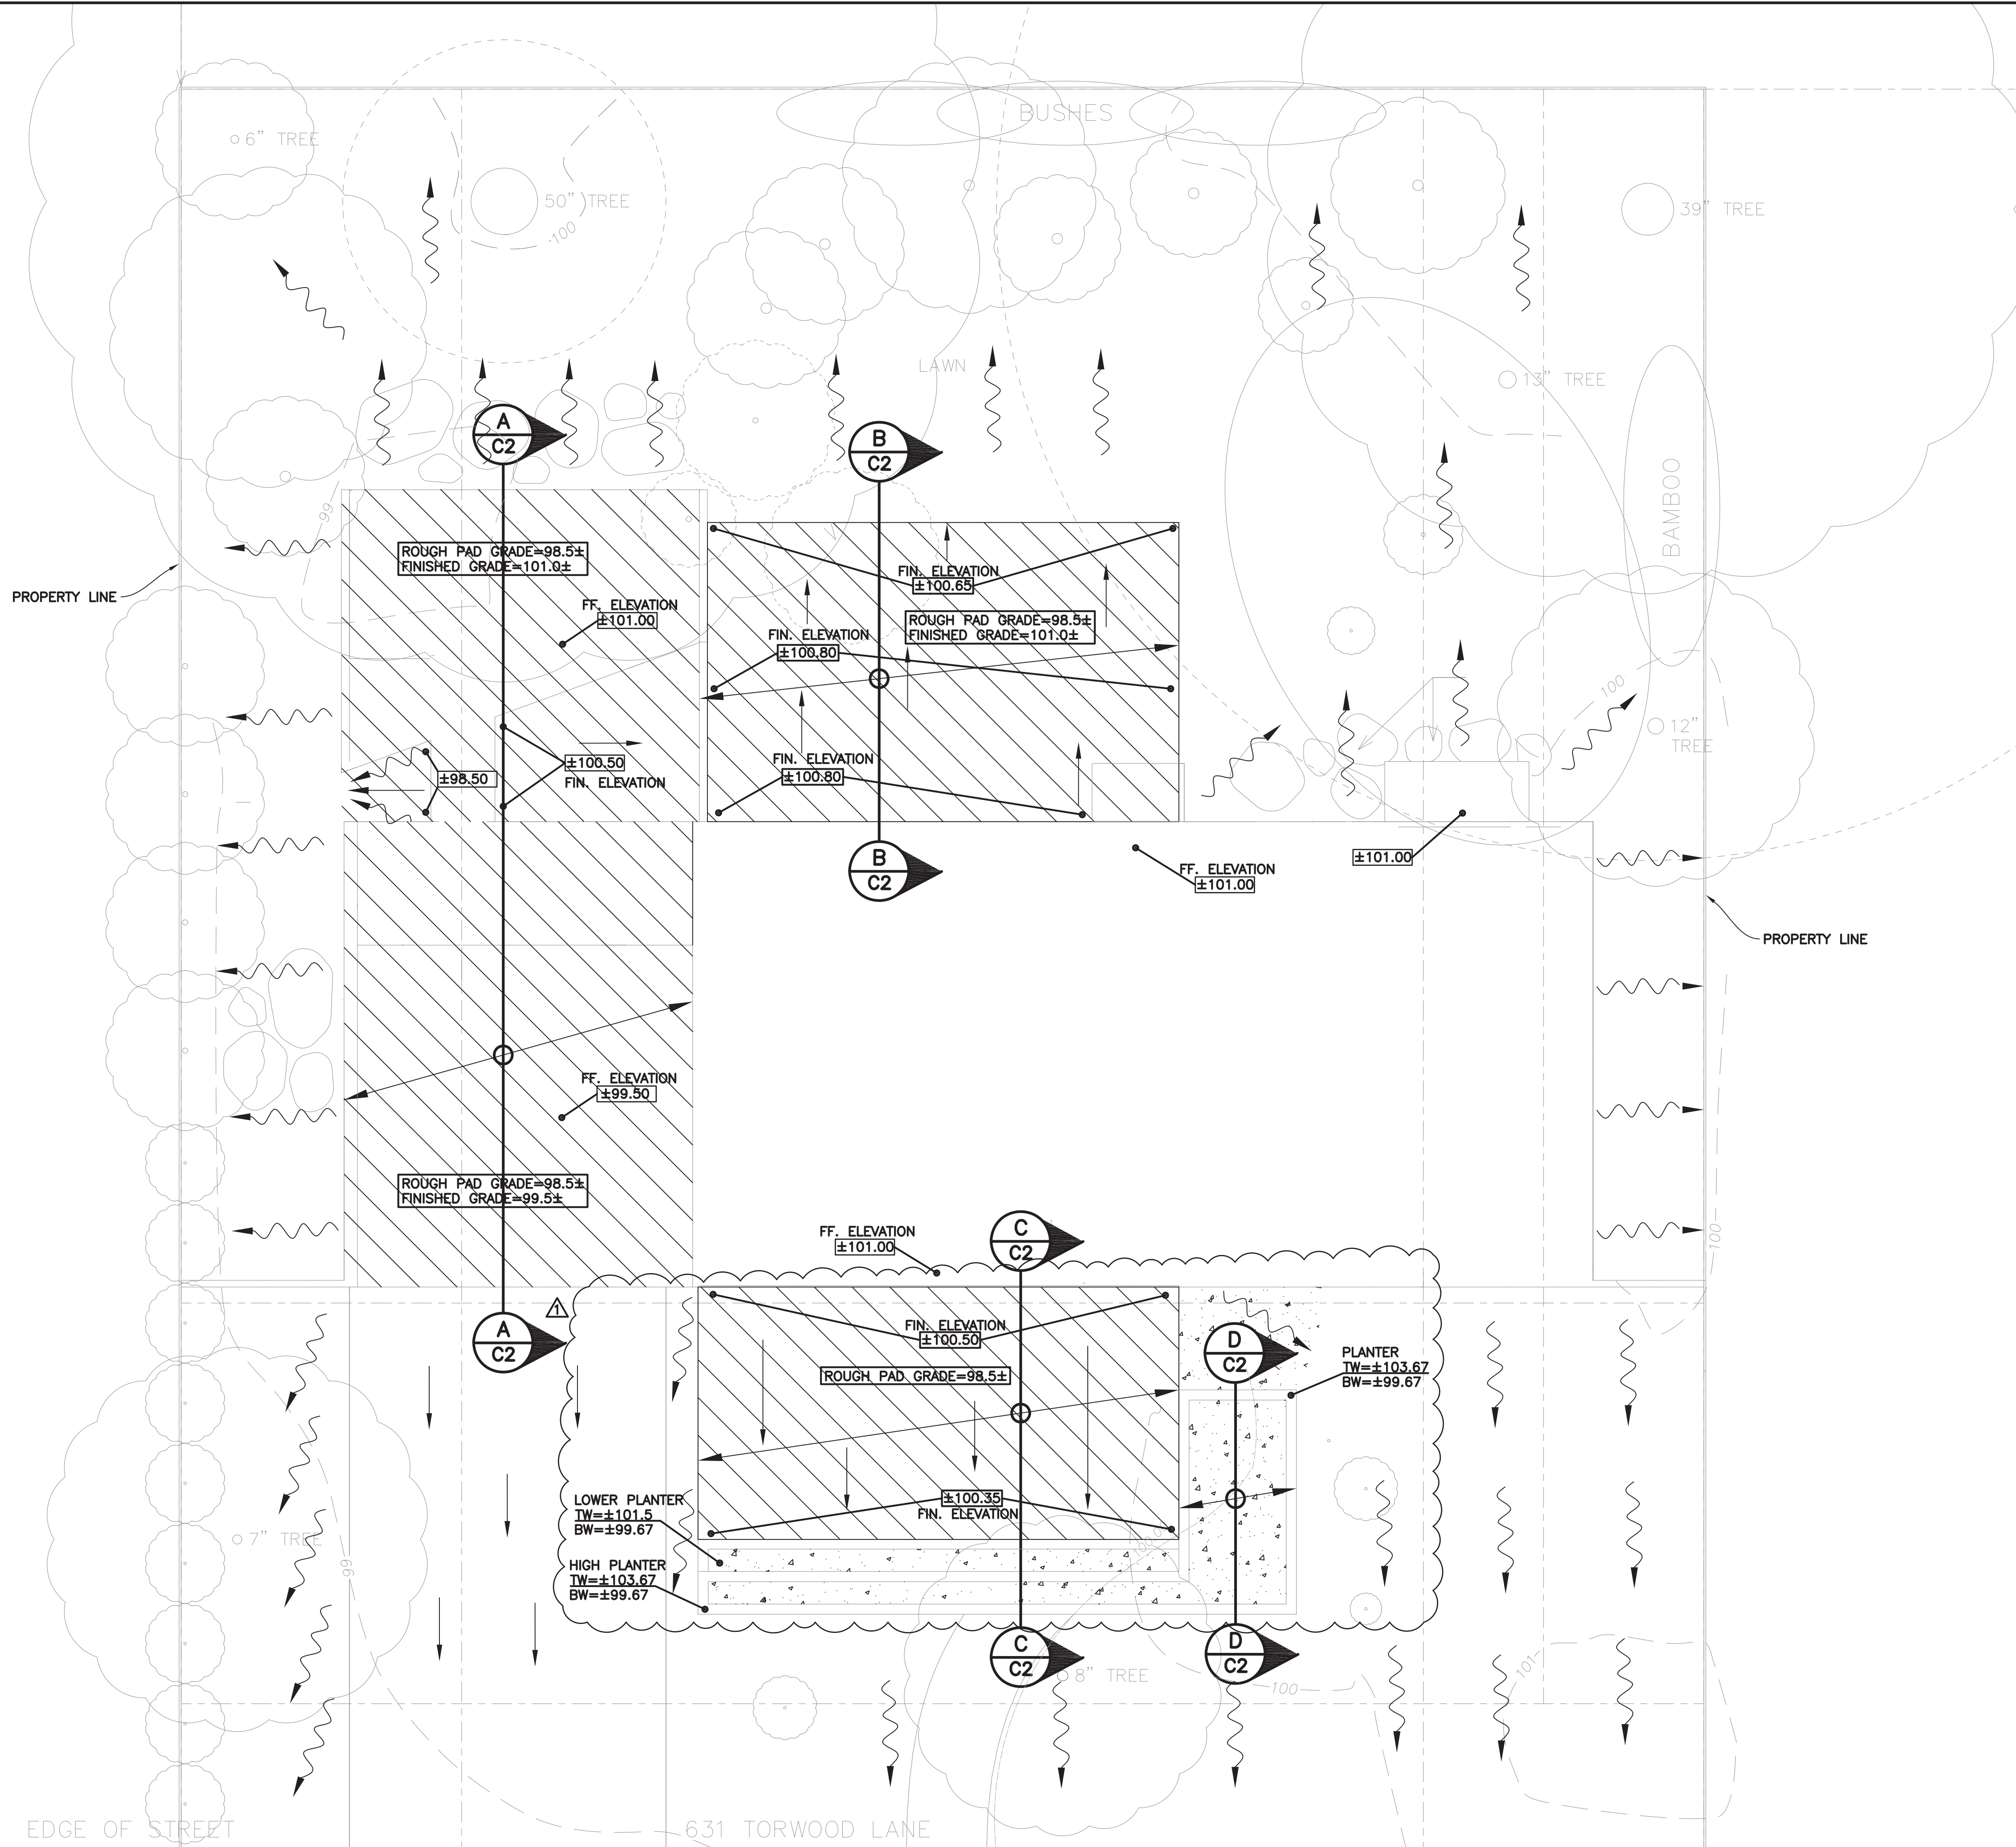 BUSHES
6" TREE
50" TREE
100
39" TREE
LAWN
13" TREE
A
C2
B
C2
BAMBOO
99
ROUGH PAD GRADE=98.5±
FINISHED GRADE=101.0±
FIN. ELEVATION
±100.65
PROPERTY LINE
FF. ELEVATION
±101.00
ROUGH PAD GRADE=98.5±
FINISHED GRADE=101.0±
FIN. ELEVATION
±100.80
100
12"
TREE
±98.50
±100.50
FIN. ELEVATION
FIN. ELEVATION
±100.80
B
C2
FF. ELEVATION
±101.00
±101.00
PROPERTY LINE
FF. ELEVATION
±99.50
ROUGH PAD GRADE=98.5±
FINISHED GRADE=99.5±
FF. ELEVATION
±101.00
C
C2
100
1
A
C2
FIN. ELEVATION
±100.50
D
C2
PLANTER
TW=±103.67
BW=±99.67
ROUGH PAD GRADE=98.5±
LOWER PLANTER
TW=±101.5
BW=±99.67
±100.35
FIN. ELEVATION
7" TREE
99
100.0
HIGH PLANTER
TW=±103.67
BW=±99.67
C
C2
D
C2
8" TREE
100
101
EDGE OF STREET
631 TORWOOD LANE